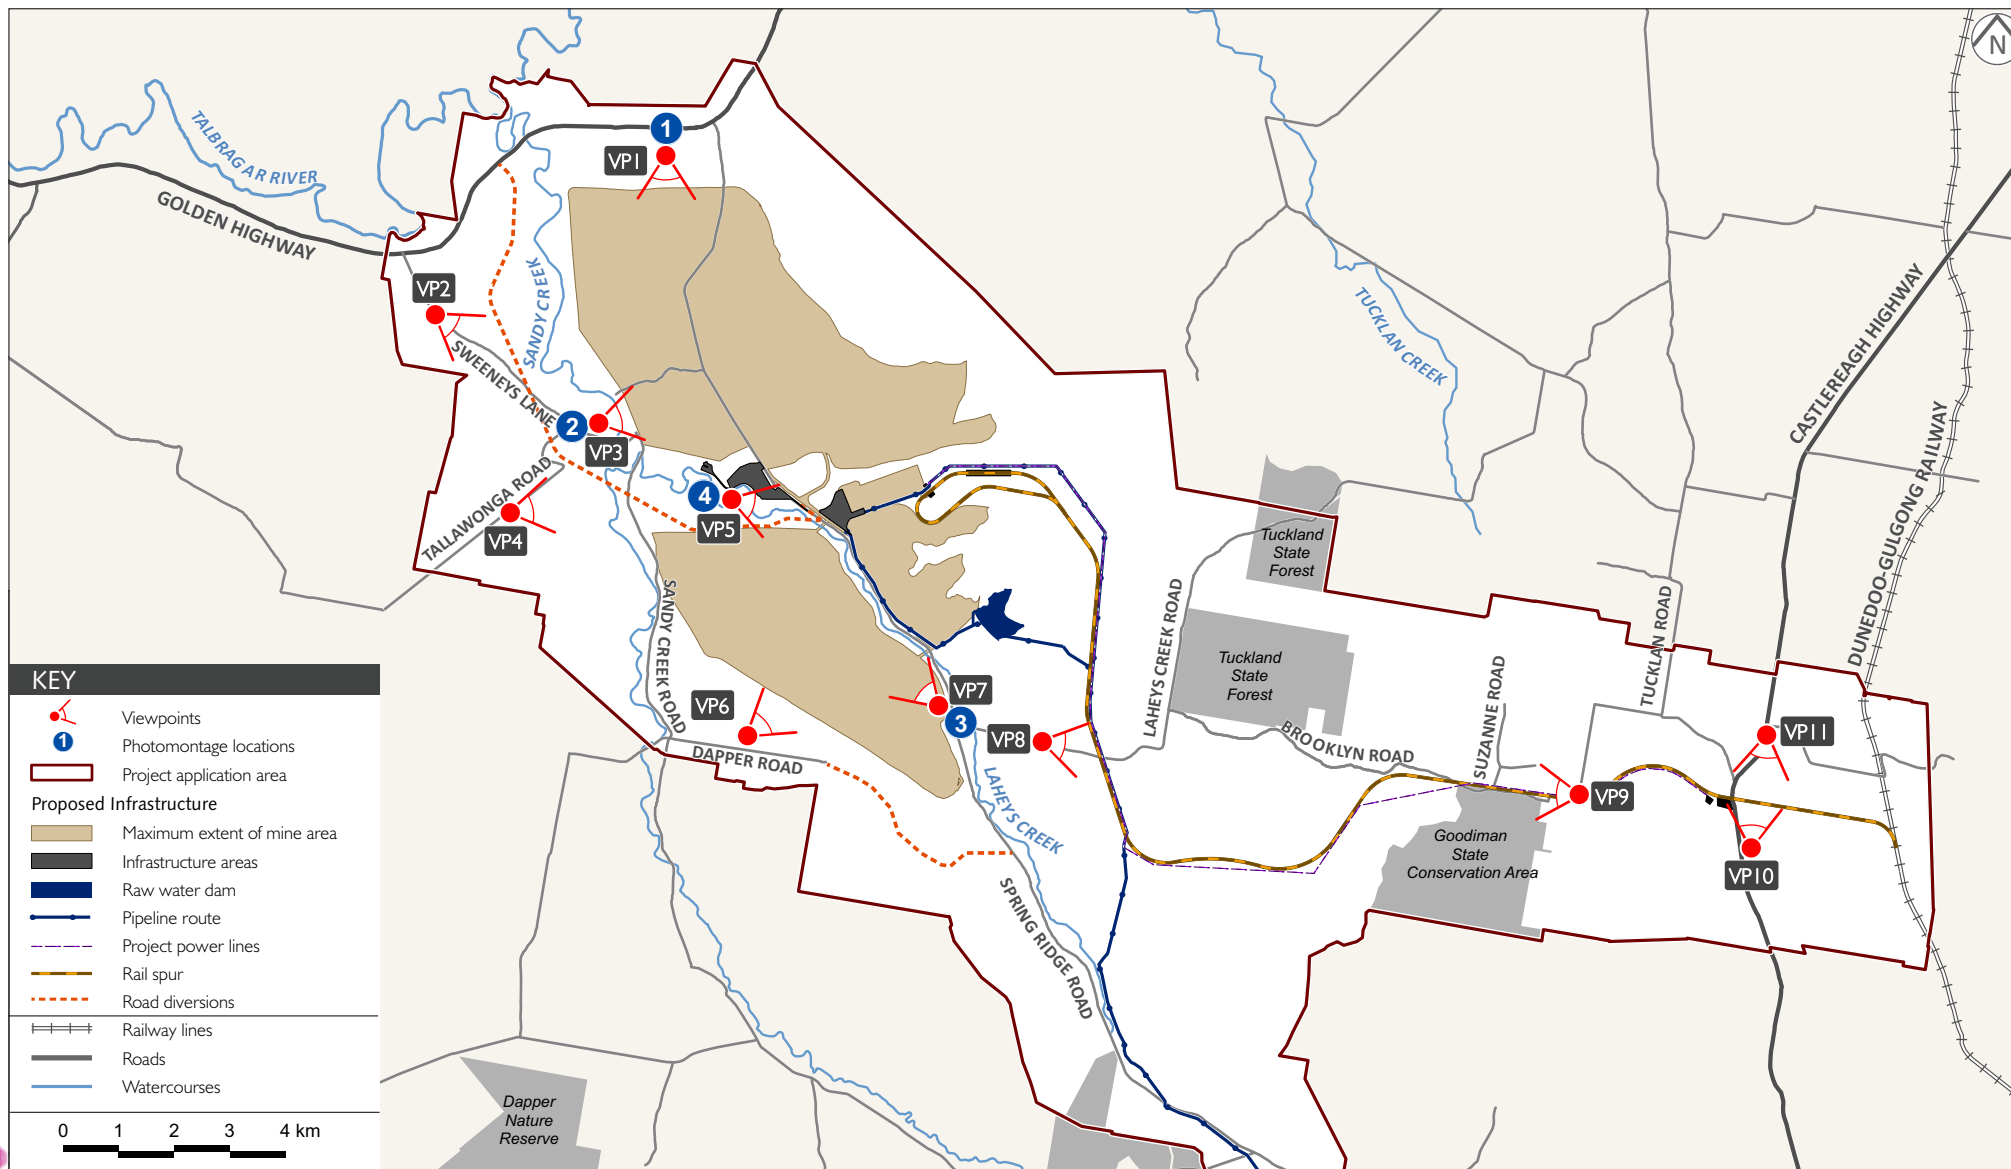 N
TALBRAGAR RIVER
GOLDEN HIGHWAY
1
VP1
SANDY CREEK
VP2
SWEENEYS LANE
2
VP3
TALLAWONGA ROAD
VP4
4
VP5
TUCKLAN CREEK
CASTLEREAGH HIGHWAY
DUNEDOO-GULGONG RAILWAY
Tuckland
State
Forest
LAHEYS CREEK ROAD
Tuckland
State
Forest
BROOKLYN ROAD
SUZANNE ROAD
TUCKLAN ROAD
SANDY CREEK ROAD
VP6
DAPPER ROAD
VP7
3
VP8
LAHEYS CREEK
SPRING RIDGE ROAD
VP9
VP11
VP10
Goodiman
State
Conservation Area
Dapper
Nature
Reserve
KEY
Viewpoints
1
Photomontage locations
Project application area
Proposed Infrastructure
Maximum extent of mine area
Infrastructure areas
Raw water dam
Pipeline route
Project power lines
Rail spur
Road diversions
Railway lines
Roads
Watercourses
0 1 2 3 4 km